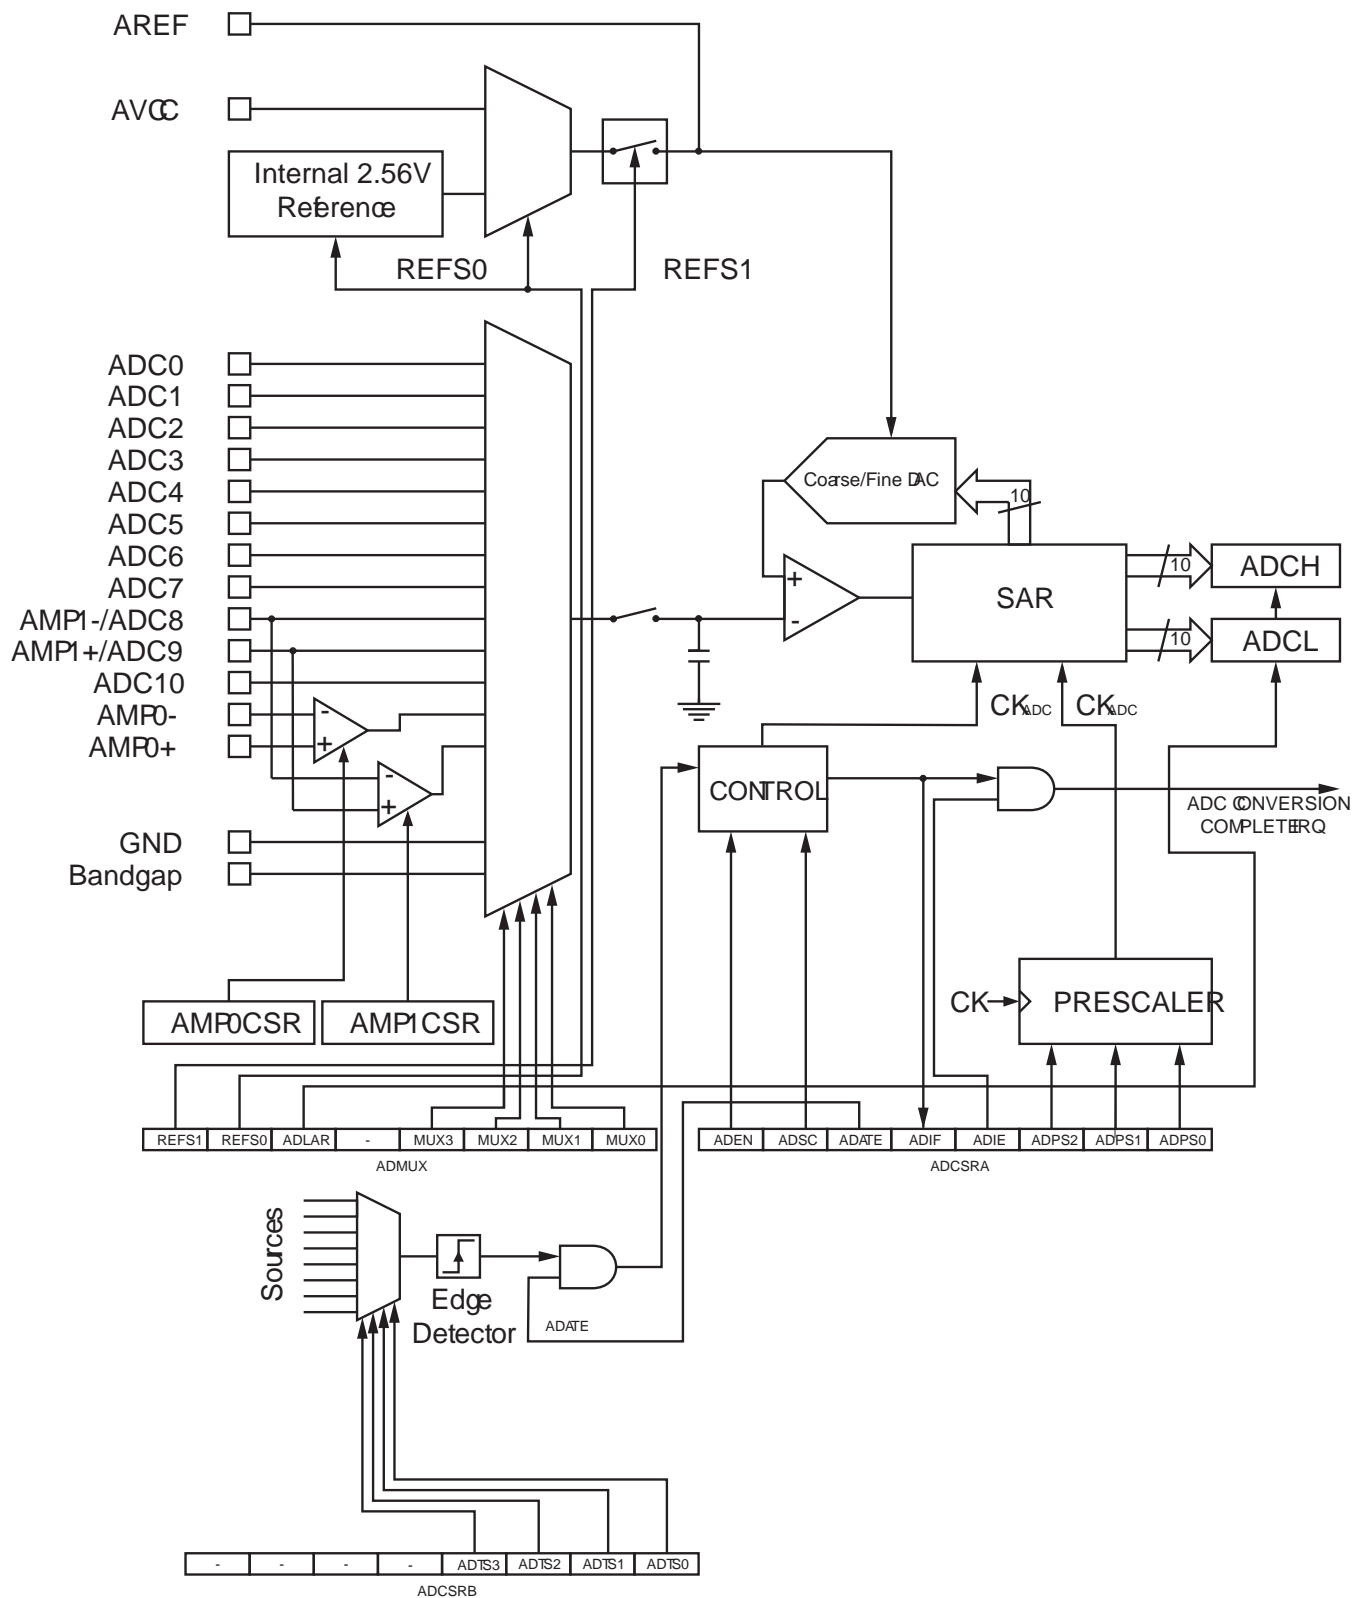 AREF
AVCC
Internal 2.56V
Reference
REFS0
REFS1
ADC0
ADC1
ADC2
ADC3
ADC4
ADC5
ADC6
ADC7
AMP1-/ADC8
AMP1+/ADC9
ADC10
AMP0-
AMP0+
GND
Bandgap
-
+
-
+
Coarse/Fine DAC
10
+
-
SAR
10
ADCH
10
ADCL
CKADC
CKADC
CONTROL
ADC CONVERSION
COMPLETE IRQ
CK
PRESCALER
AMP0CSR
AMP1CSR
REFS1 REFS0 ADLAR - MUX3 MUX2 MUX1 MUX0
ADMUX
ADEN ADSC ADATE ADIF ADIE ADPS2 ADPS1 ADPS0
ADCSRA
Sources
Edge
Detector
ADATE
- - - - ADTS3 ADTS2 ADTS1 ADTS0
ADCSRB